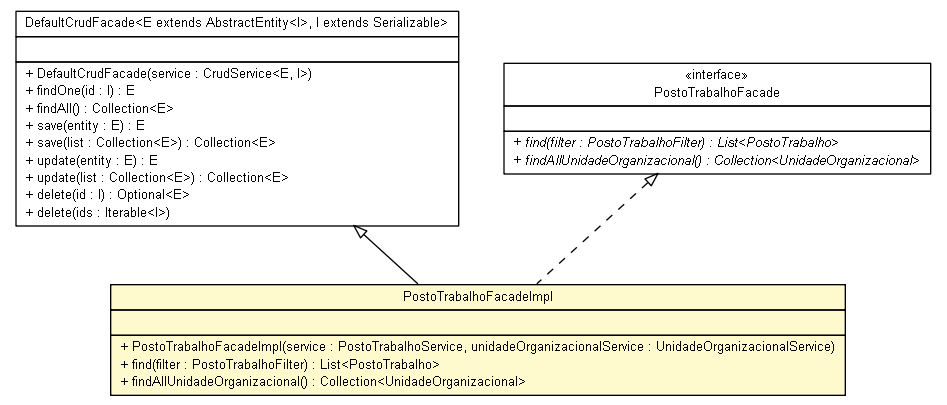 DefaultCrudFacade<E extends AbstractEntity<I>, I extends Serializable>
+ DefaultCrudFacade(service : CrudService<E, I>)
+ findOne(id : I) : E
+ findAll() : Collection<E>
+ save(entity : E) : E
+ save(list : Collection<E>) : Collection<E>
+ update(entity : E) : E
+ update(list : Collection<E>) : Collection<E>
+ delete(id : I) : Optional<E>
+ delete(ids : Iterable<I>)
«interface»
PostoTrabalhoFacade
+ find(filter : PostoTrabalhoFilter) : List<PostoTrabalho>
+ findAllUnidadeOrganizacional() : Collection<UnidadeOrganizacional>
PostoTrabalhoFacadeImpl
+ PostoTrabalhoFacadeImpl(service : PostoTrabalhoService, unidadeOrganizacionalService : UnidadeOrganizacionalService)
+ find(filter : PostoTrabalhoFilter) : List<PostoTrabalho>
+ findAllUnidadeOrganizacional() : Collection<UnidadeOrganizacional>